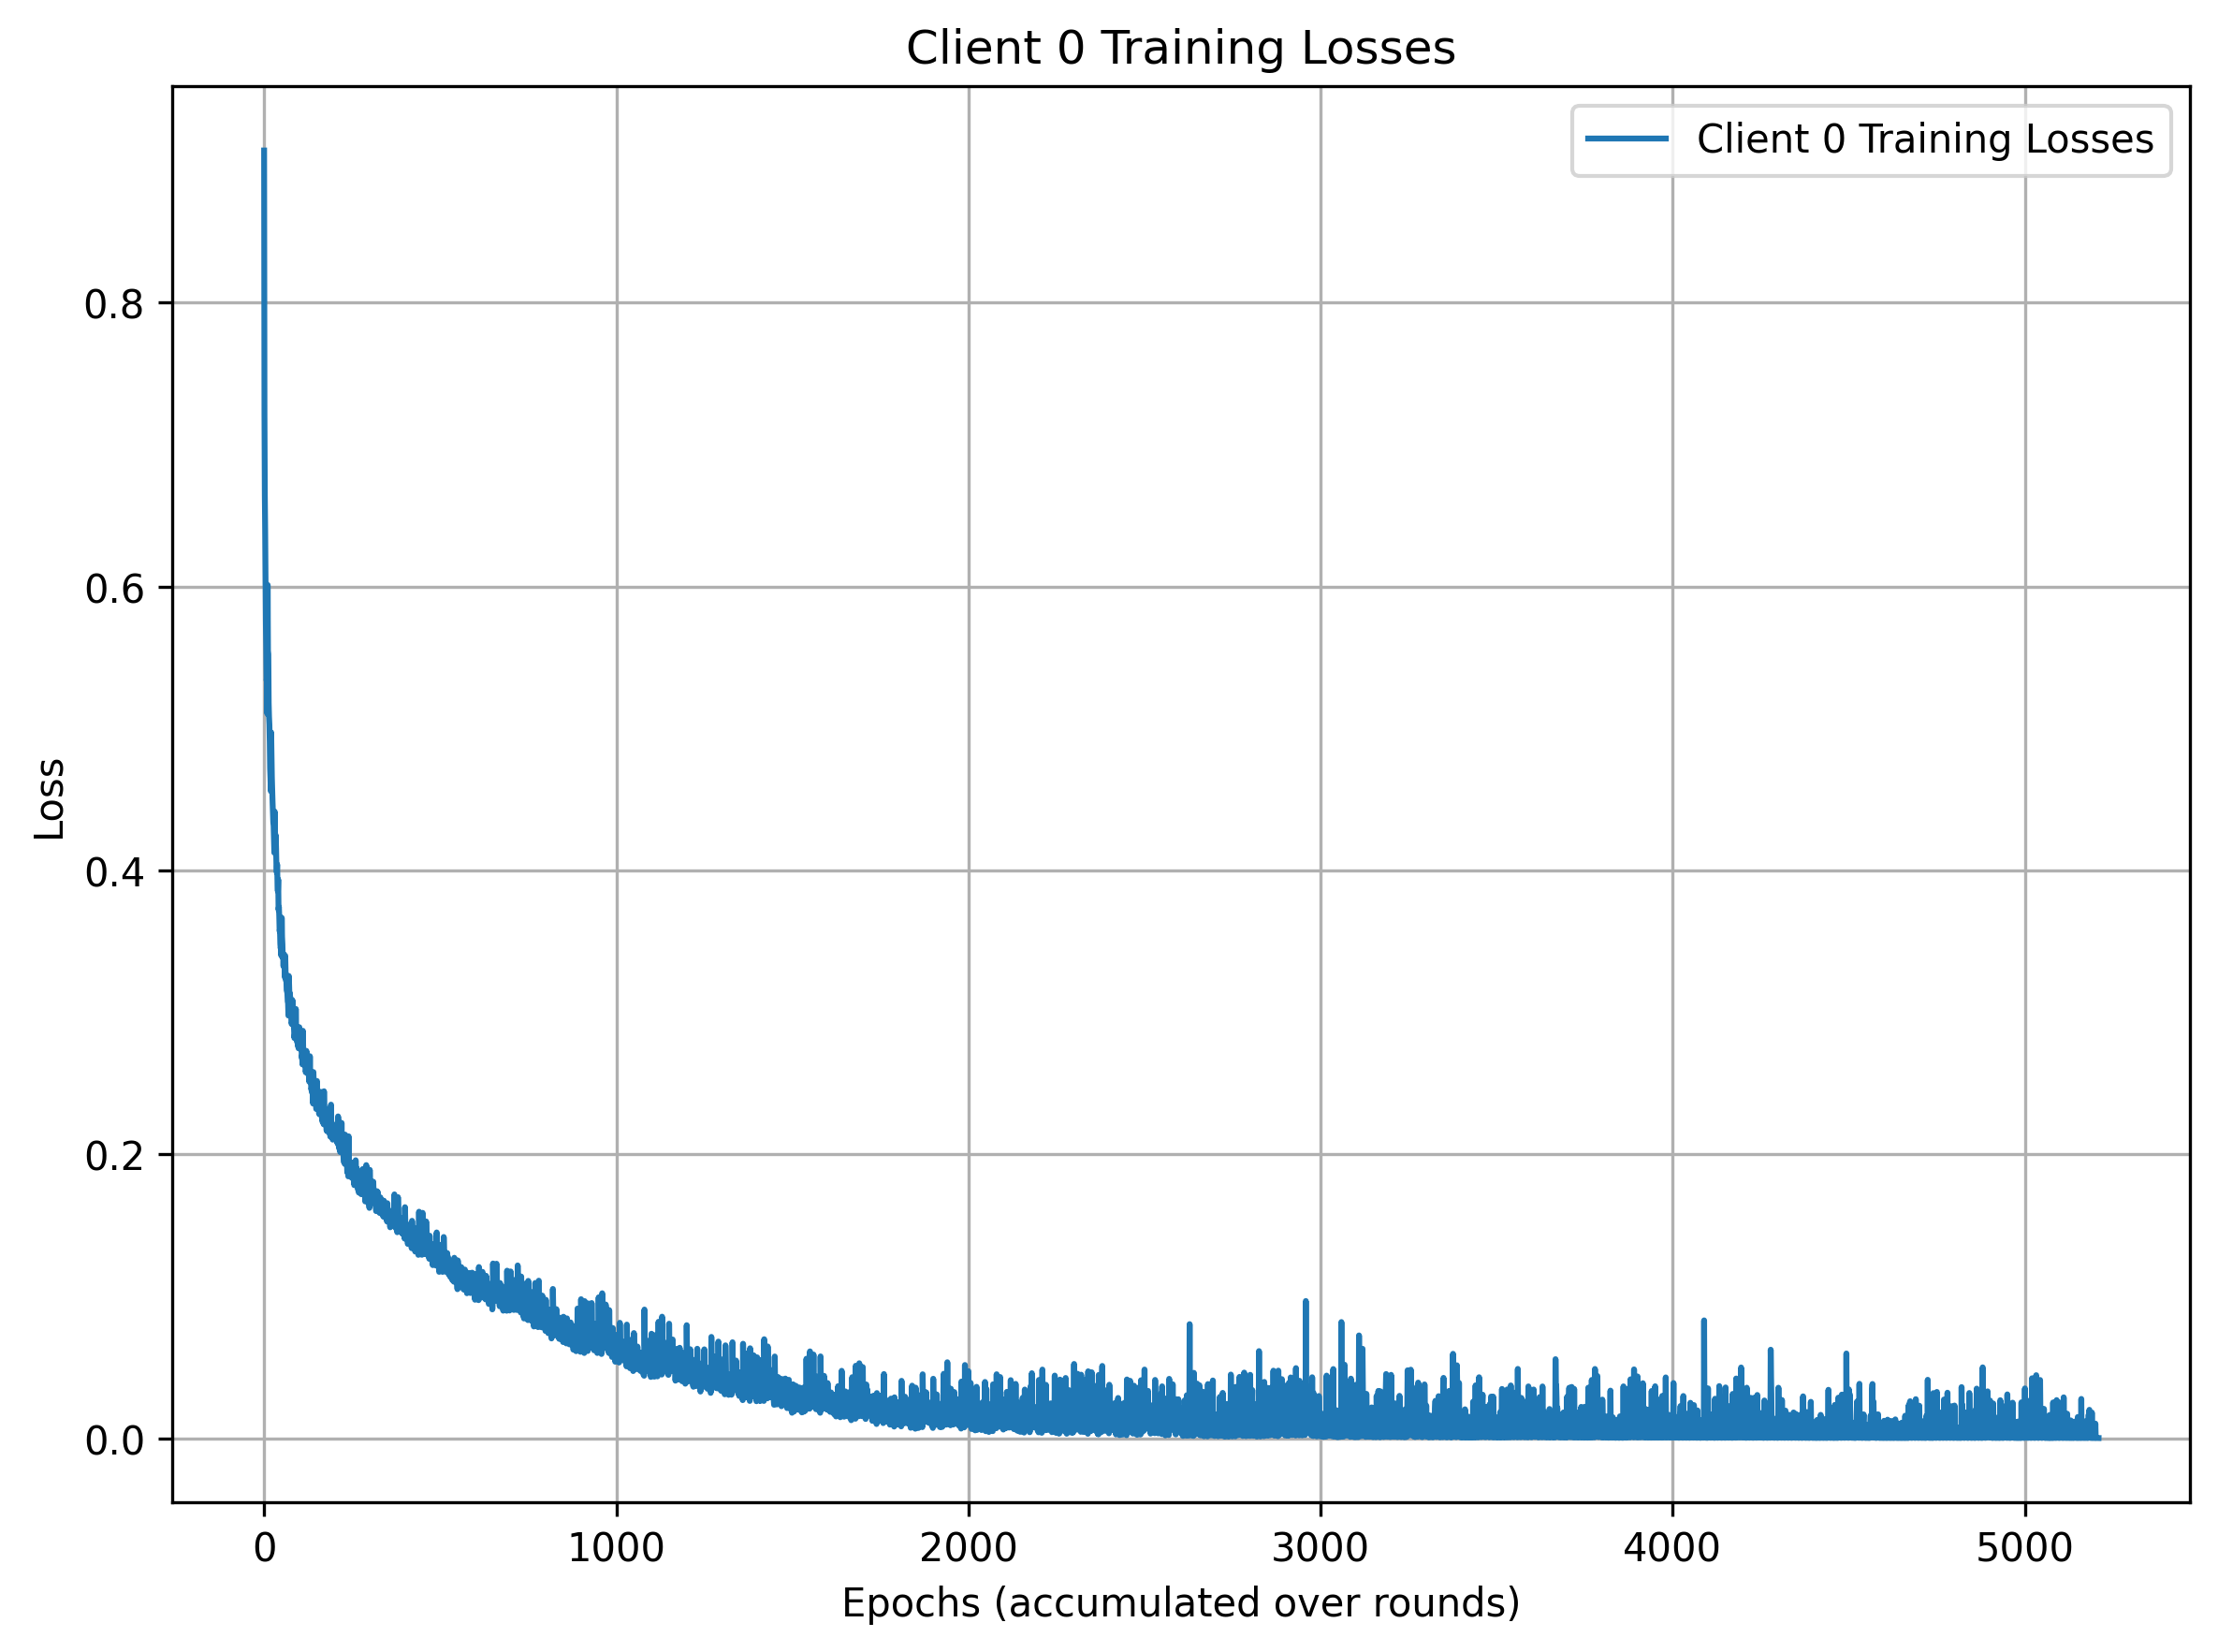 Client 0 Training Losses
Client 0 Training Losses
0.8
0.6
0.4
0.2
0.0
Loss
0
1000
2000
3000
4000
5000
Epochs (accumulated over rounds)